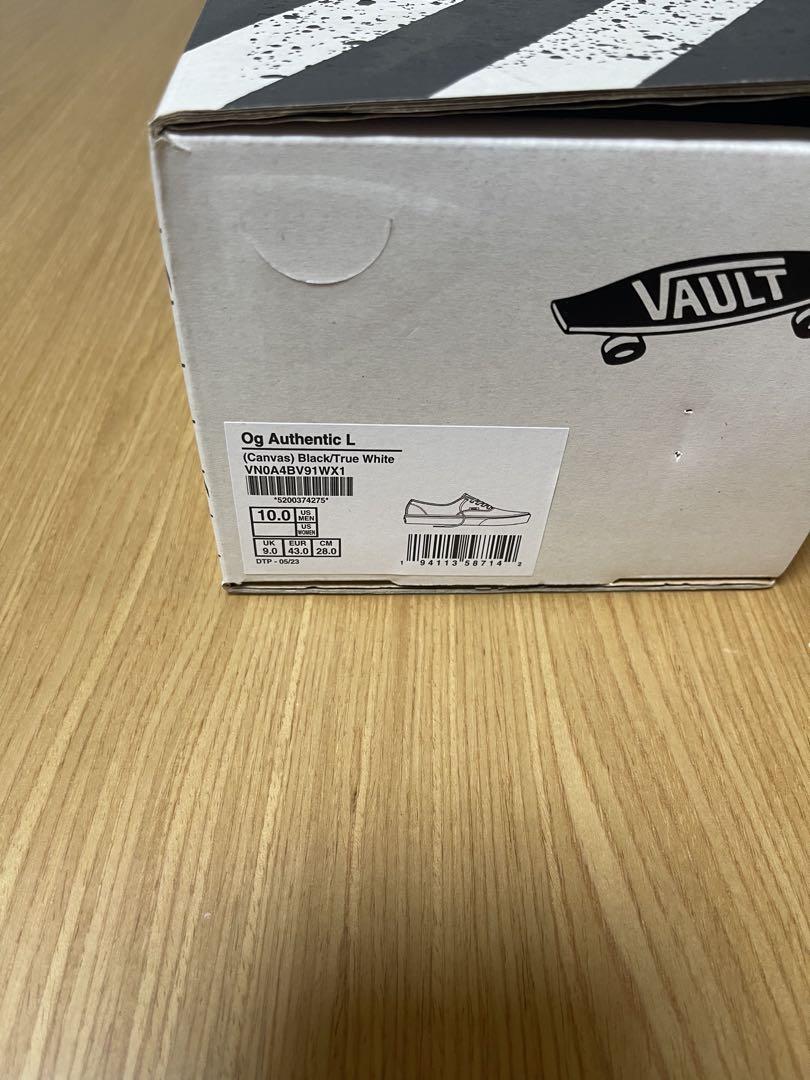 VAULT
Og Authentic L
(Canvas) Black/True White
VN0A4BV91WX1
*5200374275*
10.0 US MEN
US WOMEN
UK EUR CM
9.0 43.0 28.0
DTP - 05/23
1 94113 58714 2